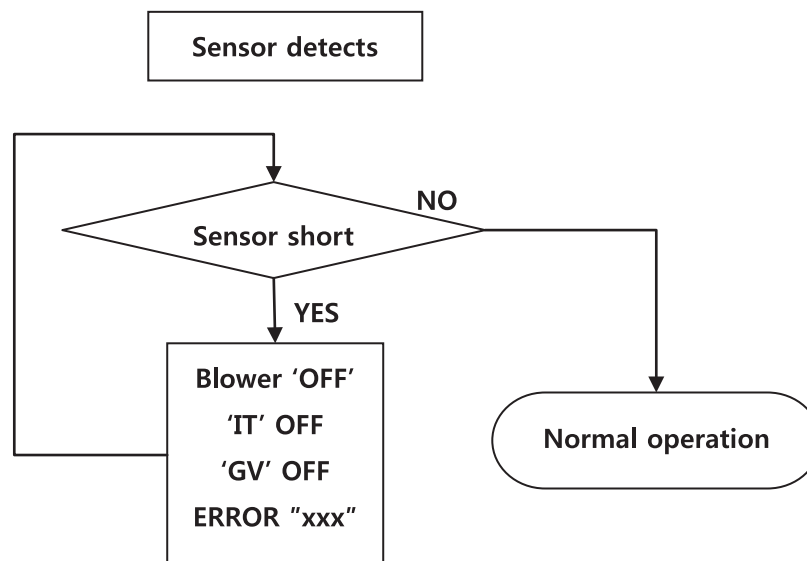 Sensor detects
NO
Sensor short
YES
Blower ‘OFF’
‘IT’ OFF
‘GV’ OFF
ERROR "xxx"
Normal operation